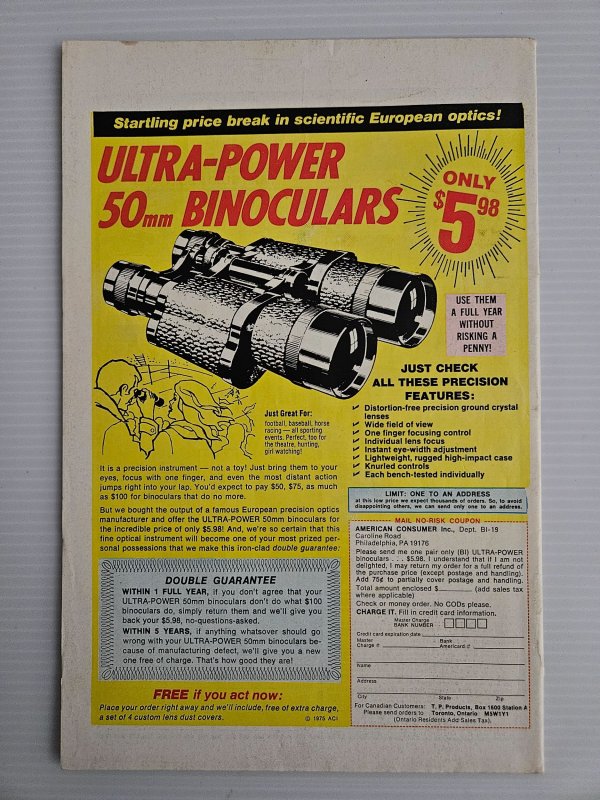 Startling price break in scientific European optics!
ULTRA-POWER
50mm BINOCULARS
ONLY
$5 98
USE THEM
A FULL YEAR
WITHOUT
RISKING A
PENNY!
JUST CHECK
ALL THESE PRECISION
FEATURES:
Distortion-free precision ground crystal
lenses
Wide field of view
One finger focusing control
Individual lens focus
Instant eye-width adjustment
Lightweight, rugged high-impact case
Knurled controls
Each bench-tested individually
Just Great For:
football, baseball, horse
racing — all sporting
events. Perfect, too for
the theatre, hunting,
girl watching!
It is a precision instrument — not a toy! Just bring them to your
eyes, focus with one finger, and even the most distant action
jumps right into your lap. You'd expect to pay $50, $75, as much
as $100 for binoculars that do no more.
But we bought the output of a famous European precision optics
manufacturer and offer the ULTRA-POWER 50mm binoculars for
the incredible price of only $5.98! And, we're so certain that this
fine optical instrument will become one of your most prized per-
sonal possessions that we make this iron-clad double guarantee:
DOUBLE GUARANTEE
WITHIN 1 FULL YEAR, if you don't agree that your
ULTRA-POWER 50mm binoculars don't do what $100
binoculars do, simply return them and we'll give you
back your $5.98, no-questions-asked.
WITHIN 5 YEARS, if anything whatsoever should go
wrong with your ULTRA-POWER 50mm binoculars be-
cause of manufacturing defect, we'll give you a new
one free of charge. That's how good they are!
FREE if you act now:
Place your order right away and we'll include, free of extra charge,
a set of 4 custom lens dust covers.
© 1975 ACI
LIMIT: ONE TO AN ADDRESS
at this low price we expect thousands of orders. So, to avoid
disappointing others, we can send only one to an address.
MAIL NO-RISK COUPON
AMERICAN CONSUMER Inc., Dept. BI-18
Caroline Road
Philadelphia, PA 19176
Please send me one pair only (BI) ULTRA-POWER
binoculars . . . $5.98. I understand that if I am not
delighted, I may return my order for a full refund of
the purchase price (except postage and handling).
Add 75¢ to partially cover postage and handling.
Total amount enclosed $ (add sales tax
where applicable)
Check or money order. No CODs please.
CHARGE IT. Fill in credit card information.
Master Charge
BANK NUMBER
Credit card expiration date
Master
Charge #
Bank
Americard #
Name
Address
City State Zip
For Canadian Customers: T. P. Products, Box 1600 Station A
Please send orders to Toronto, Ontario M5W1Y1
(Ontario Residents Add Sales Tax).